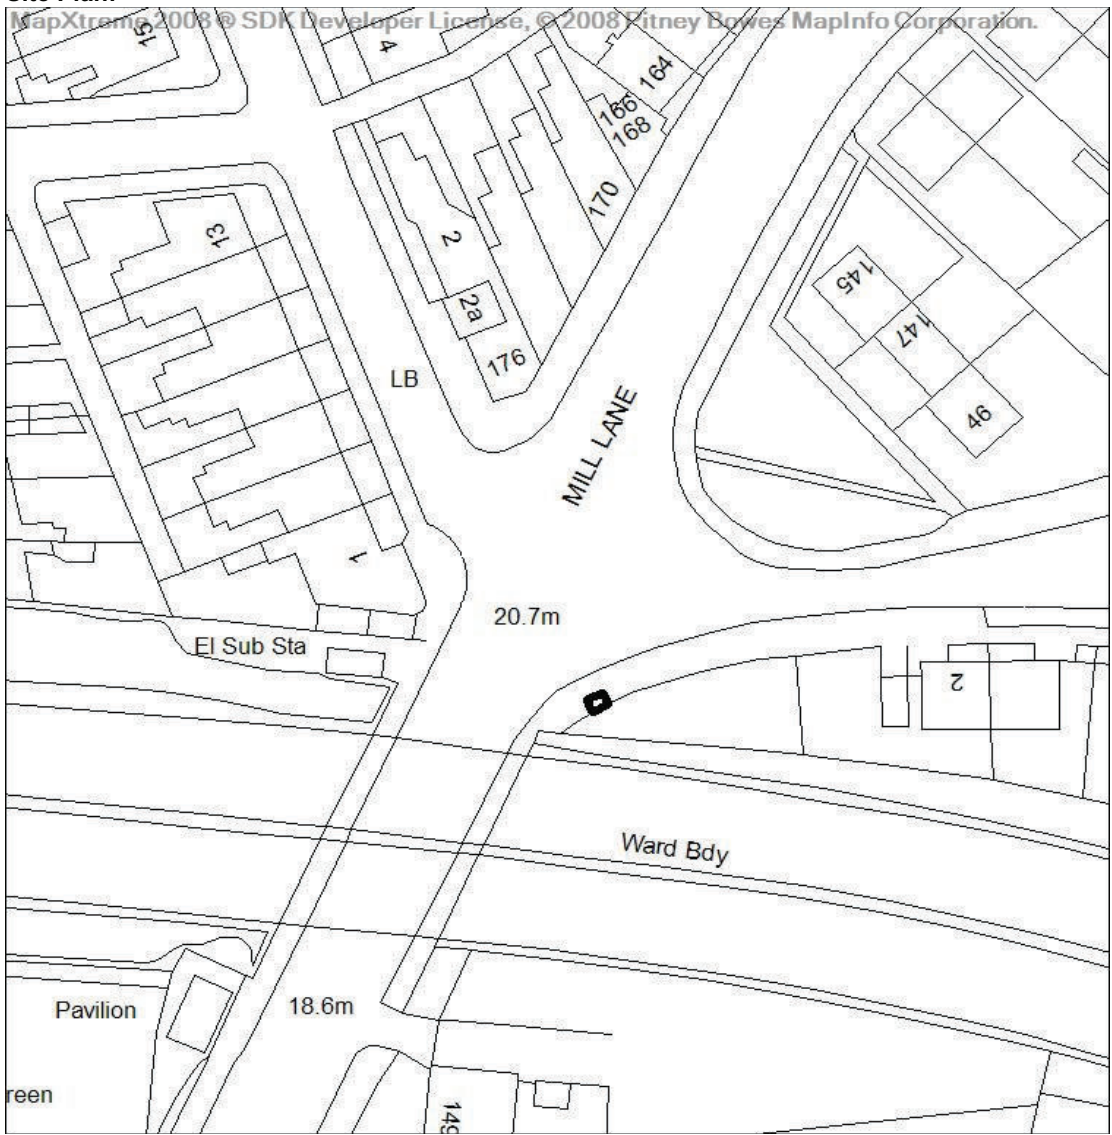 Site Plan:
MapXtreme 2008 ® SDK Developer License, © 2008 Pitney Bowes MapInfo Corporation.
15
4
164
166
168
170
13
2
2a
176
LB
MILL LANE
145
147
46
1
20.7m
El Sub Sta
2
Ward Bdy
Pavilion
18.6m
reen
149